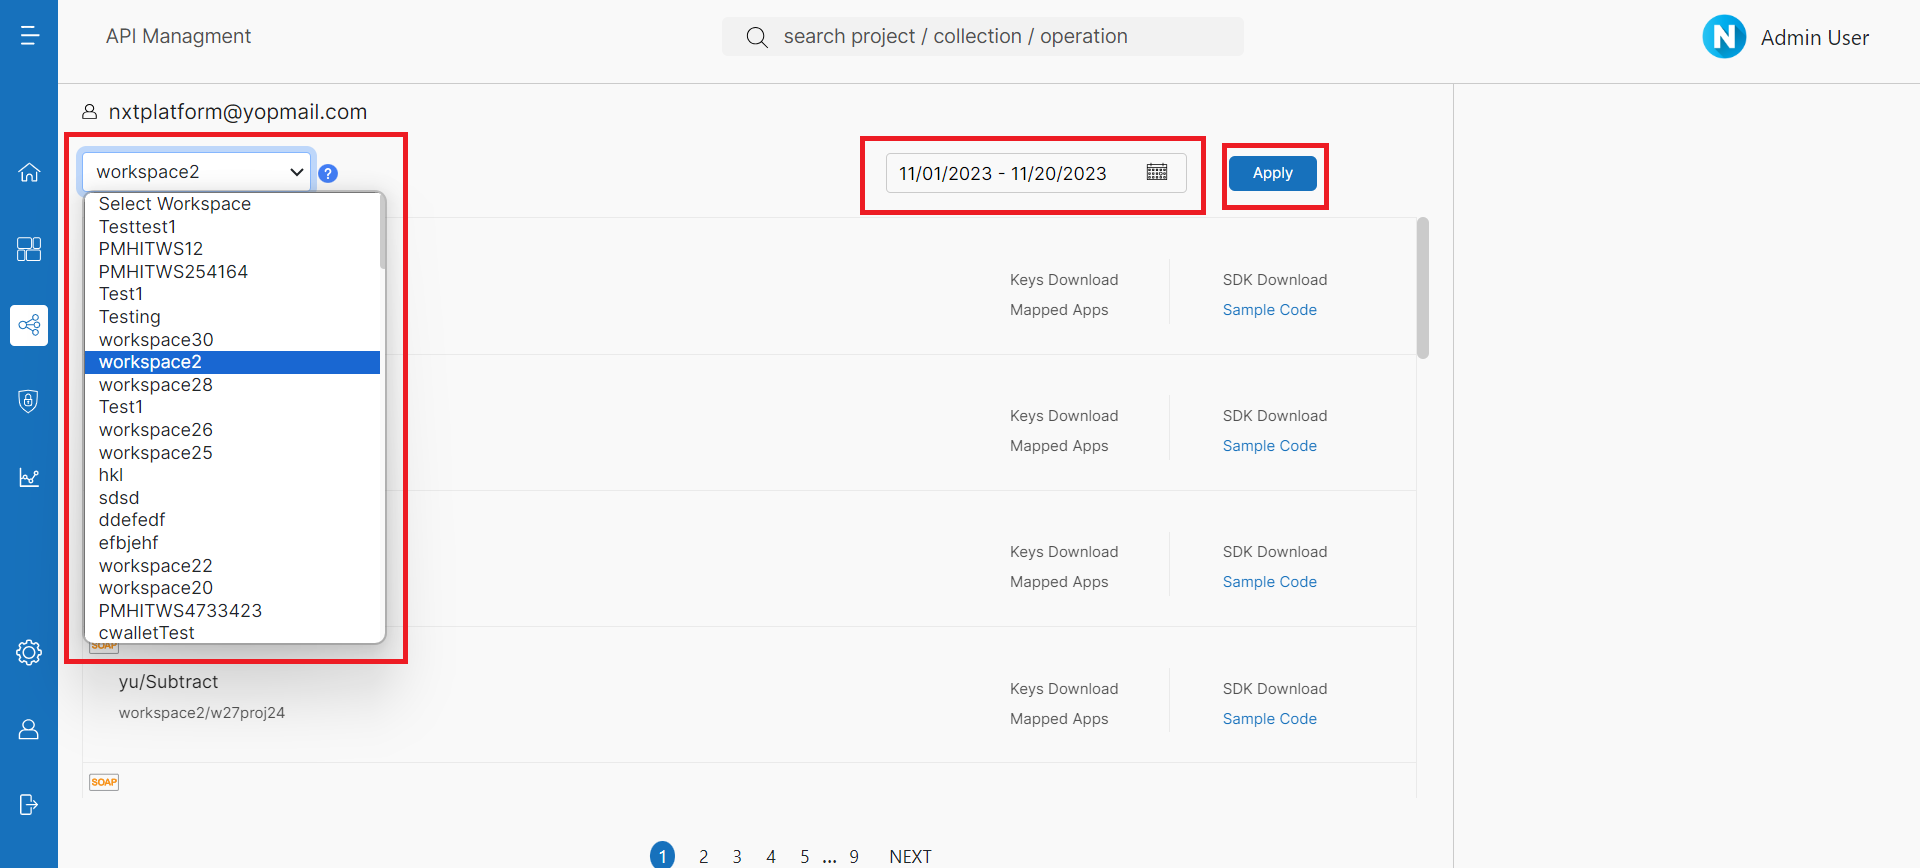 API Managment
search project / collection / operation
N
Admin User
nxtplatform@yopmail.com
workspace2
?
11/01/2023 - 11/20/2023
Apply
Select Workspace
Testtest1
PMHITWS12
PMHITWS254164
Test1
Testing
workspace30
workspace2
workspace28
Test1
workspace26
workspace25
hkl
sdsd
ddefedf
efbjehf
workspace22
workspace20
PMHITWS4733423
cwalletTest
Keys Download
SDK Download
Mapped Apps
Sample Code
Keys Download
SDK Download
Mapped Apps
Sample Code
Keys Download
SDK Download
Mapped Apps
Sample Code
SOAP
yu/Subtract
workspace2/w27proj24
Keys Download
SDK Download
Mapped Apps
Sample Code
SOAP
1 2 3 4 5 ... 9 NEXT